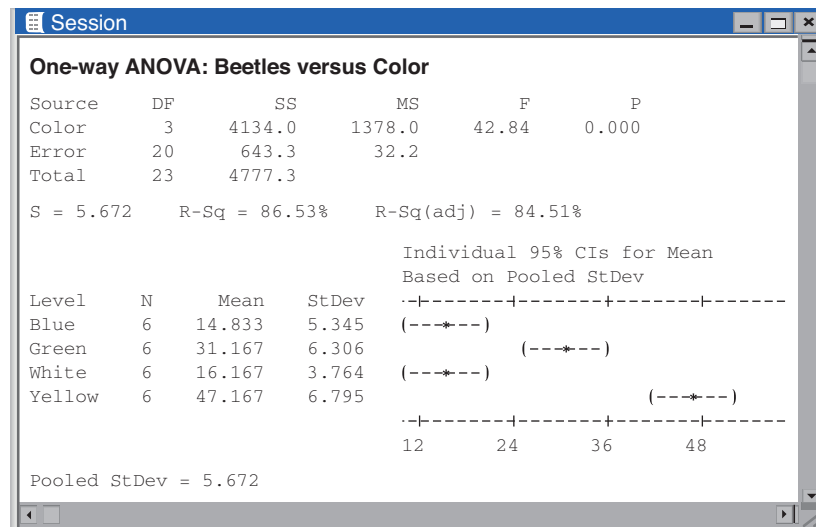 Session
One-way ANOVA: Beetles versus Color
Source DF SS MS F P
Color 3 4134.0 1378.0 42.84 0.000
Error 20 643.3 32.2
Total 23 4777.3
S = 5.672 R-Sq = 86.53% R-Sq(adj) = 84.51%
Individual 95% CIs for Mean
Based on Pooled StDev
Level N Mean StDev
Blue 6 14.833 5.345
Green 6 31.167 6.306
White 6 16.167 3.764
Yellow 6 47.167 6.795
12 24 36 48
Pooled StDev = 5.672